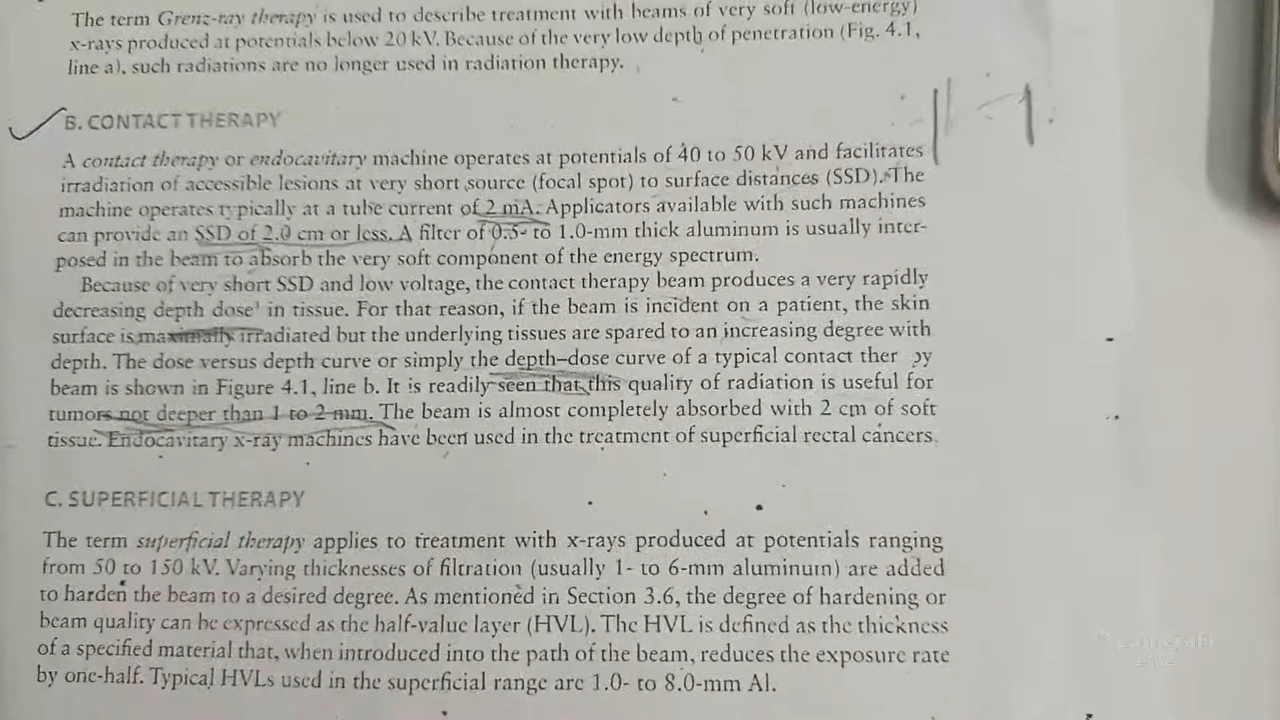 The term Grenz-ray therapy is used to describe treatment with beams of very soft (low-energy)
x-rays produced at potentials below 20 kV. Because of the very low depth of penetration (Fig. 4.1,
line a), such radiations are no longer used in radiation therapy.
B. CONTACT THERAPY
A contact therapy or endocavitary machine operates at potentials of 40 to 50 kV and facilitates
irradiation of accessible lesions at very short source (focal spot) to surface distances (SSD). The
machine operates typically at a tube current of 2 mA. Applicators available with such machines
can provide an SSD of 2.0 cm or less. A filter of 0.5- to 1.0-mm thick aluminum is usually inter-
posed in the beam to absorb the very soft component of the energy spectrum.
Because of very short SSD and low voltage, the contact therapy beam produces a very rapidly
decreasing depth dose¹ in tissue. For that reason, if the beam is incident on a patient, the skin
surface is maximally irradiated but the underlying tissues are spared to an increasing degree with
depth. The dose versus depth curve or simply the depth–dose curve of a typical contact ther py
beam is shown in Figure 4.1, line b. It is readily seen that this quality of radiation is useful for
tumors not deeper than 1 to 2 mm. The beam is almost completely absorbed with 2 cm of soft
tissue. Endocavitary x-ray machines have been used in the treatment of superficial rectal cancers.
C. SUPERFICIAL THERAPY
The term superficial therapy applies to treatment with x-rays produced at potentials ranging
from 50 to 150 kV. Varying thicknesses of filtration (usually 1- to 6-mm aluminum) are added
to harden the beam to a desired degree. As mentioned in Section 3.6, the degree of hardening or
beam quality can be expressed as the half-value layer (HVL). The HVL is defined as the thickness
of a specified material that, when introduced into the path of the beam, reduces the exposure rate
by one-half. Typical HVLs used in the superficial range are 1.0- to 8.0-mm Al.